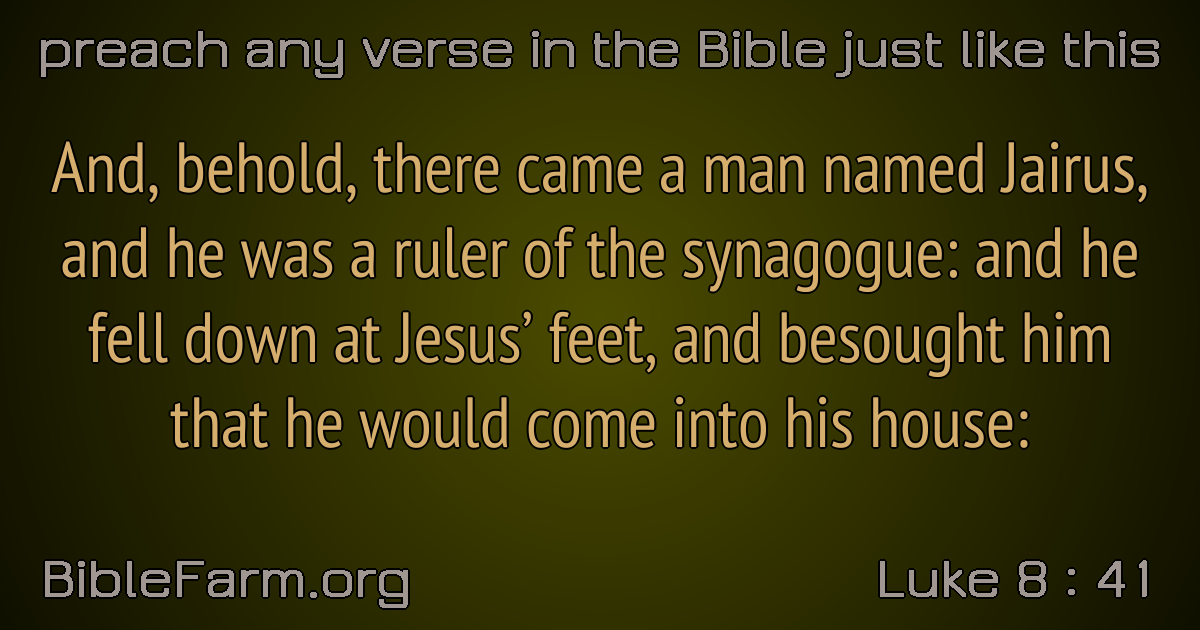 preach any verse in the Bible just like this
And, behold, there came a man named Jairus,
and he was a ruler of the synagogue: and he
fell down at Jesus’ feet, and besought him
that he would come into his house:
BibleFarm.org
Luke 8 : 41